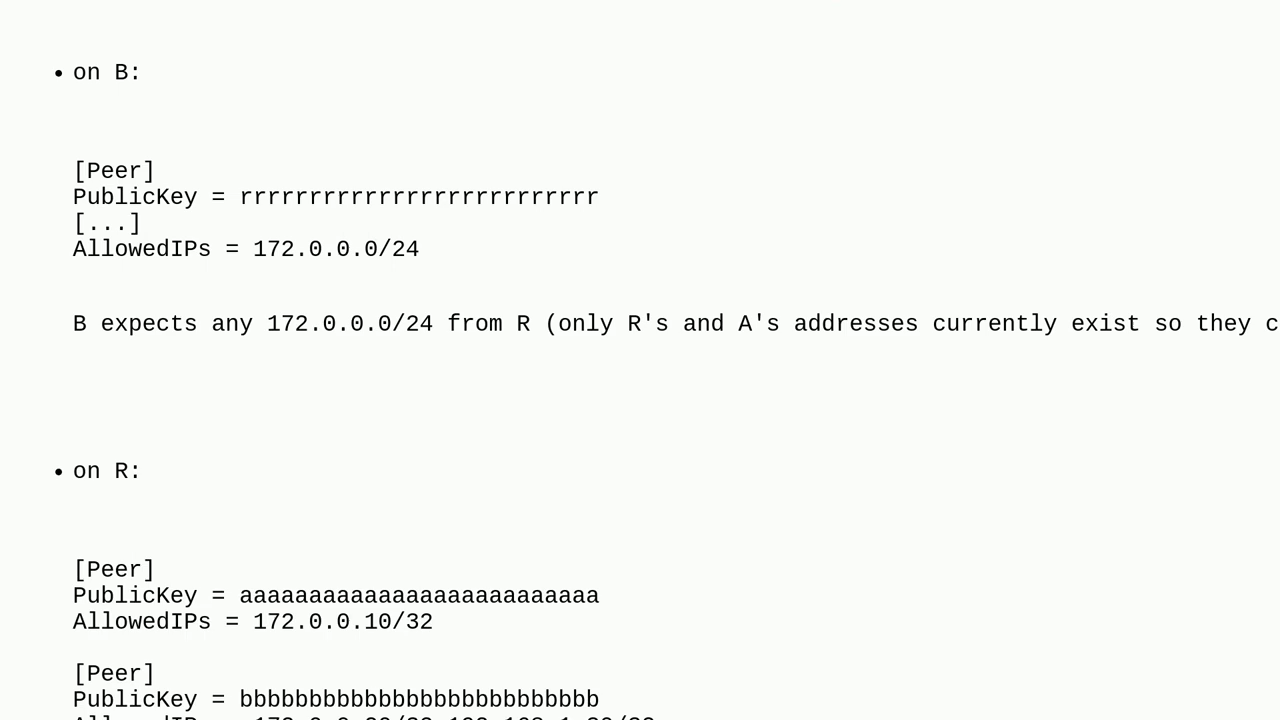 • on B:
[Peer]
PublicKey = rrrrrrrrrrrrrrrrrrrrrrrrrr
[...]
AllowedIPs = 172.0.0.0/24
B expects any 172.0.0.0/24 from R (only R's and A's addresses currently exist so they
• on R:
[Peer]
PublicKey = aaaaaaaaaaaaaaaaaaaaaaaaaa
AllowedIPs = 172.0.0.10/32
[Peer]
PublicKey = bbbbbbbbbbbbbbbbbbbbbbbbbb